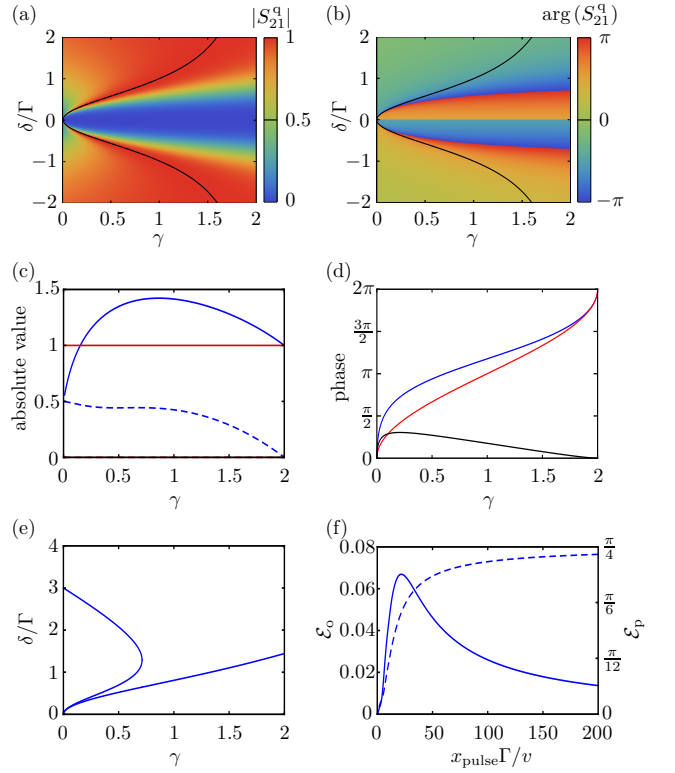 (a) |S_21^q| (b) arg (S_21^q)
2 1 2 π
1 1
δ/Γ 0 0.5 δ/Γ 0 0
−1 −1
−2 0 −2 −π
0 0.5 1 1.5 2 0 0.5 1 1.5 2
γ γ
(c) (d)
1.5 2π
absolute value 1 phase 3π/2
π
0.5 π/2
0 0
0 0.5 1 1.5 2 0 0.5 1 1.5 2
γ γ
(e) (f)
4 0.08 π/4
3 0.06
δ/Γ 2 ℰ_o 0.04 π/6 ℰ_p
1 0.02 π/12
0 0 0
0 0.5 1 1.5 2 0 50 100 150 200
γ x_pulse Γ/v